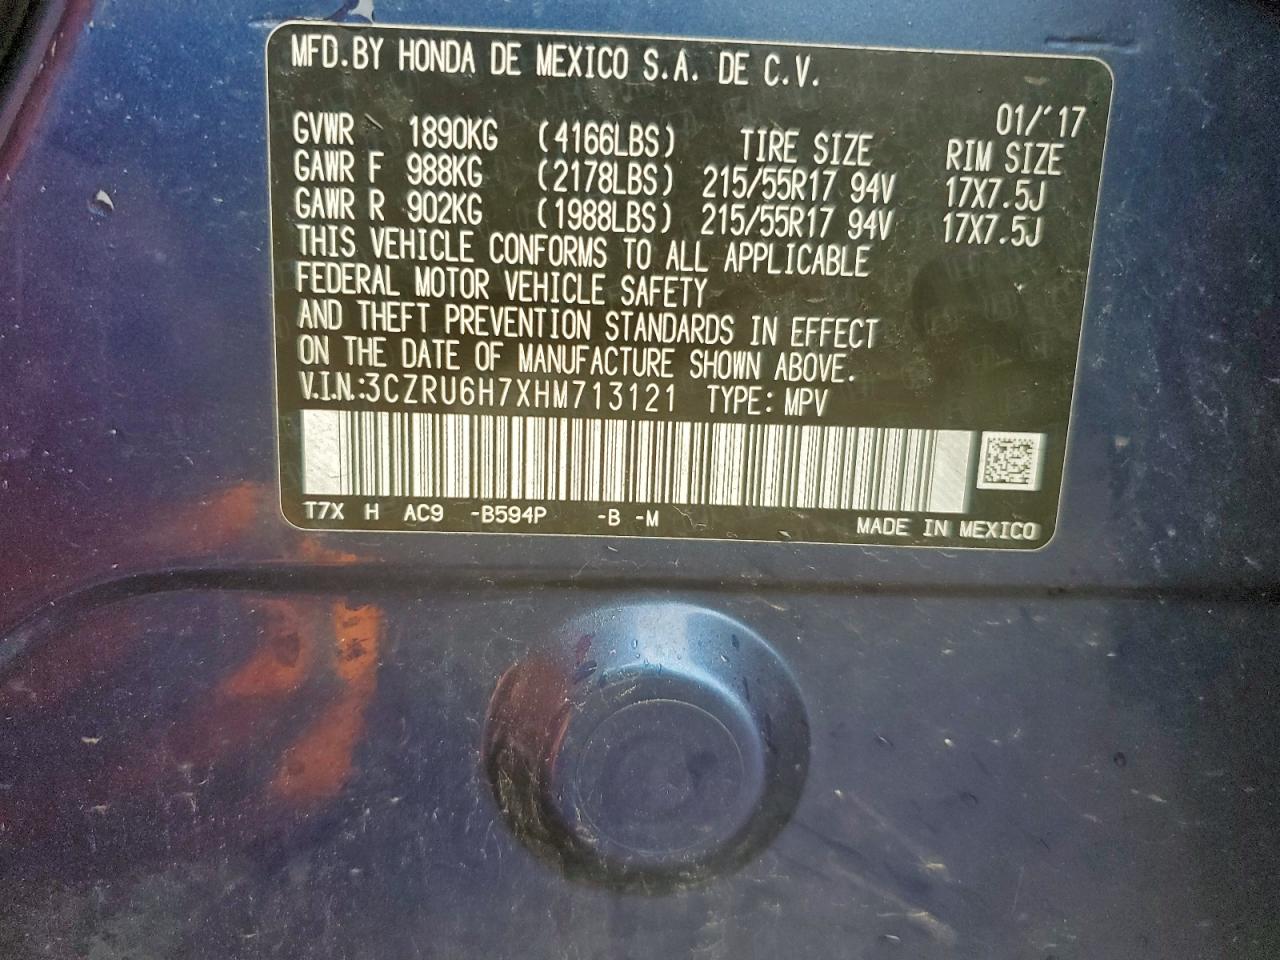 MFD.BY HONDA DE MEXICO S.A. DE C.V.
01/'17
GVWR 1890KG (4166LBS) TIRE SIZE RIM SIZE
GAWR F 988KG (2178LBS) 215/55R17 94V 17X7.5J
GAWR R 902KG (1988LBS) 215/55R17 94V 17X7.5J
THIS VEHICLE CONFORMS TO ALL APPLICABLE
FEDERAL MOTOR VEHICLE SAFETY
AND THEFT PREVENTION STANDARDS IN EFFECT
ON THE DATE OF MANUFACTURE SHOWN ABOVE.
V.I.N.:3CZRU6H7XHM713121 TYPE: MPV
T7X H AC9 -B594P -B -M MADE IN MEXICO